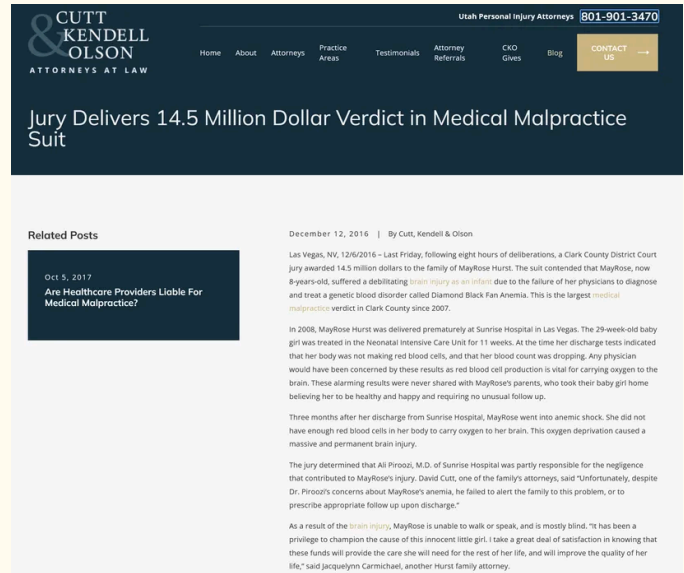 CUTT
& KENDELL
OLSON
ATTORNEYS AT LAW
Utah Personal Injury Attorneys 801-901-3470
Home About Attorneys Practice Areas Testimonials Attorney Referrals CKO Gives Blog CONTACT US →
Jury Delivers 14.5 Million Dollar Verdict in Medical Malpractice
Suit
Related Posts
Oct 5, 2017
Are Healthcare Providers Liable For
Medical Malpractice?
December 12, 2016 | By Cutt, Kendell & Olson
Las Vegas, NV, 12/6/2016 – Last Friday, following eight hours of deliberations, a Clark County District Court
jury awarded 14.5 million dollars to the family of MayRose Hurst. The suit contended that MayRose, now
8-years-old, suffered a debilitating brain injury as an infant due to the failure of her physicians to diagnose
and treat a genetic blood disorder called Diamond Black Fan Anemia. This is the largest medical
malpractice verdict in Clark County since 2007.
In 2008, MayRose Hurst was delivered prematurely at Sunrise Hospital in Las Vegas. The 29-week-old baby
girl was treated in the Neonatal Intensive Care Unit for 11 weeks. At the time her discharge tests indicated
that her body was not making red blood cells, and that her blood count was dropping. Any physician
would have been concerned by these results as red blood cell production is vital for carrying oxygen to the
brain. These alarming results were never shared with MayRose's parents, who took their baby girl home
believing her to be healthy and happy and requiring no unusual follow up.
Three months after her discharge from Sunrise Hospital, MayRose went into anemic shock. She did not
have enough red blood cells in her body to carry oxygen to her brain. This oxygen deprivation caused a
massive and permanent brain injury.
The jury determined that Ali Piroozi, M.D. of Sunrise Hospital was partly responsible for the negligence
that contributed to MayRose's injury. David Cutt, one of the family's attorneys, said "Unfortunately, despite
Dr. Piroozi's concerns about MayRose's anemia, he failed to alert the family to this problem, or to
prescribe appropriate follow up upon discharge."
As a result of the brain injury, MayRose is unable to walk or speak, and is mostly blind. "It has been a
privilege to champion the cause of this innocent little girl. I take a great deal of satisfaction in knowing that
these funds will provide the care she will need for the rest of her life, and will improve the quality of her
life," said Jacquelynn Carmichael, another Hurst family attorney.